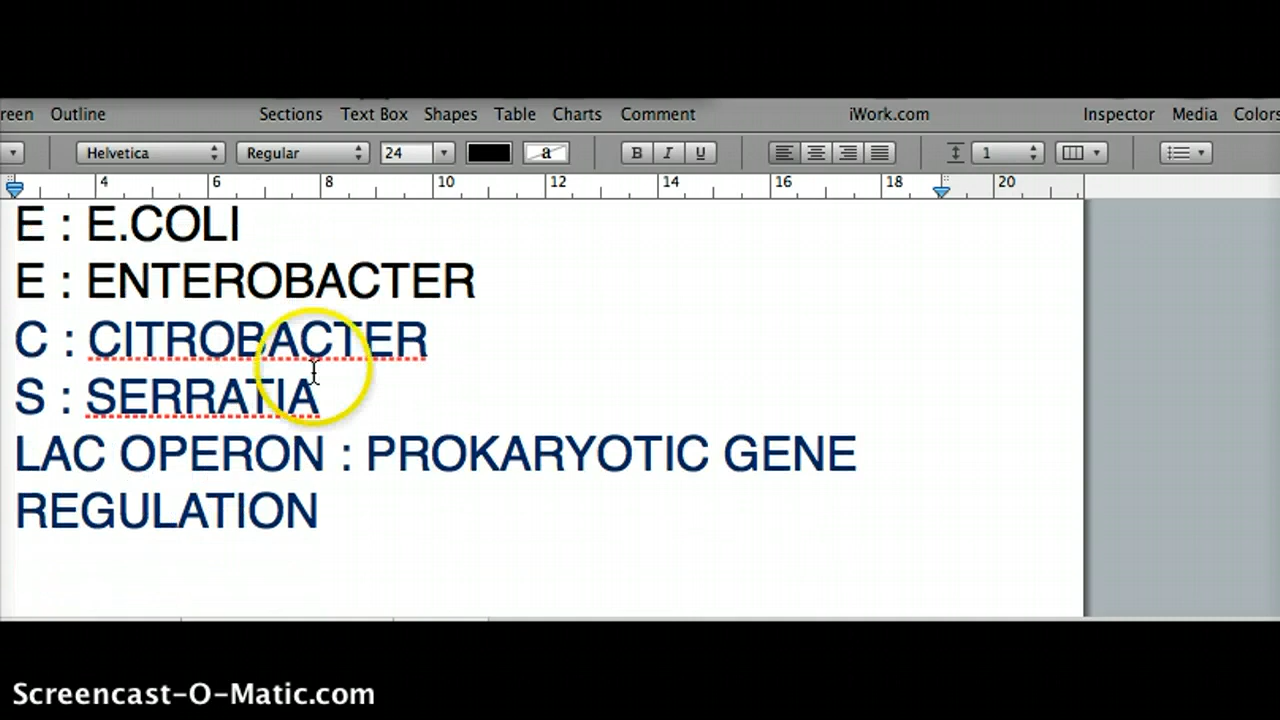 reen Outline Sections Text Box Shapes Table Charts Comment iWork.com Inspector Media Colors
Helvetica Regular 24 a B I U 1
4 6 8 10 12 14 16 18 20
E : E.COLI
E : ENTEROBACTER
C : CITROBACTER
S : SERRATIA
LAC OPERON : PROKARYOTIC GENE
REGULATION
Screencast-O-Matic.com